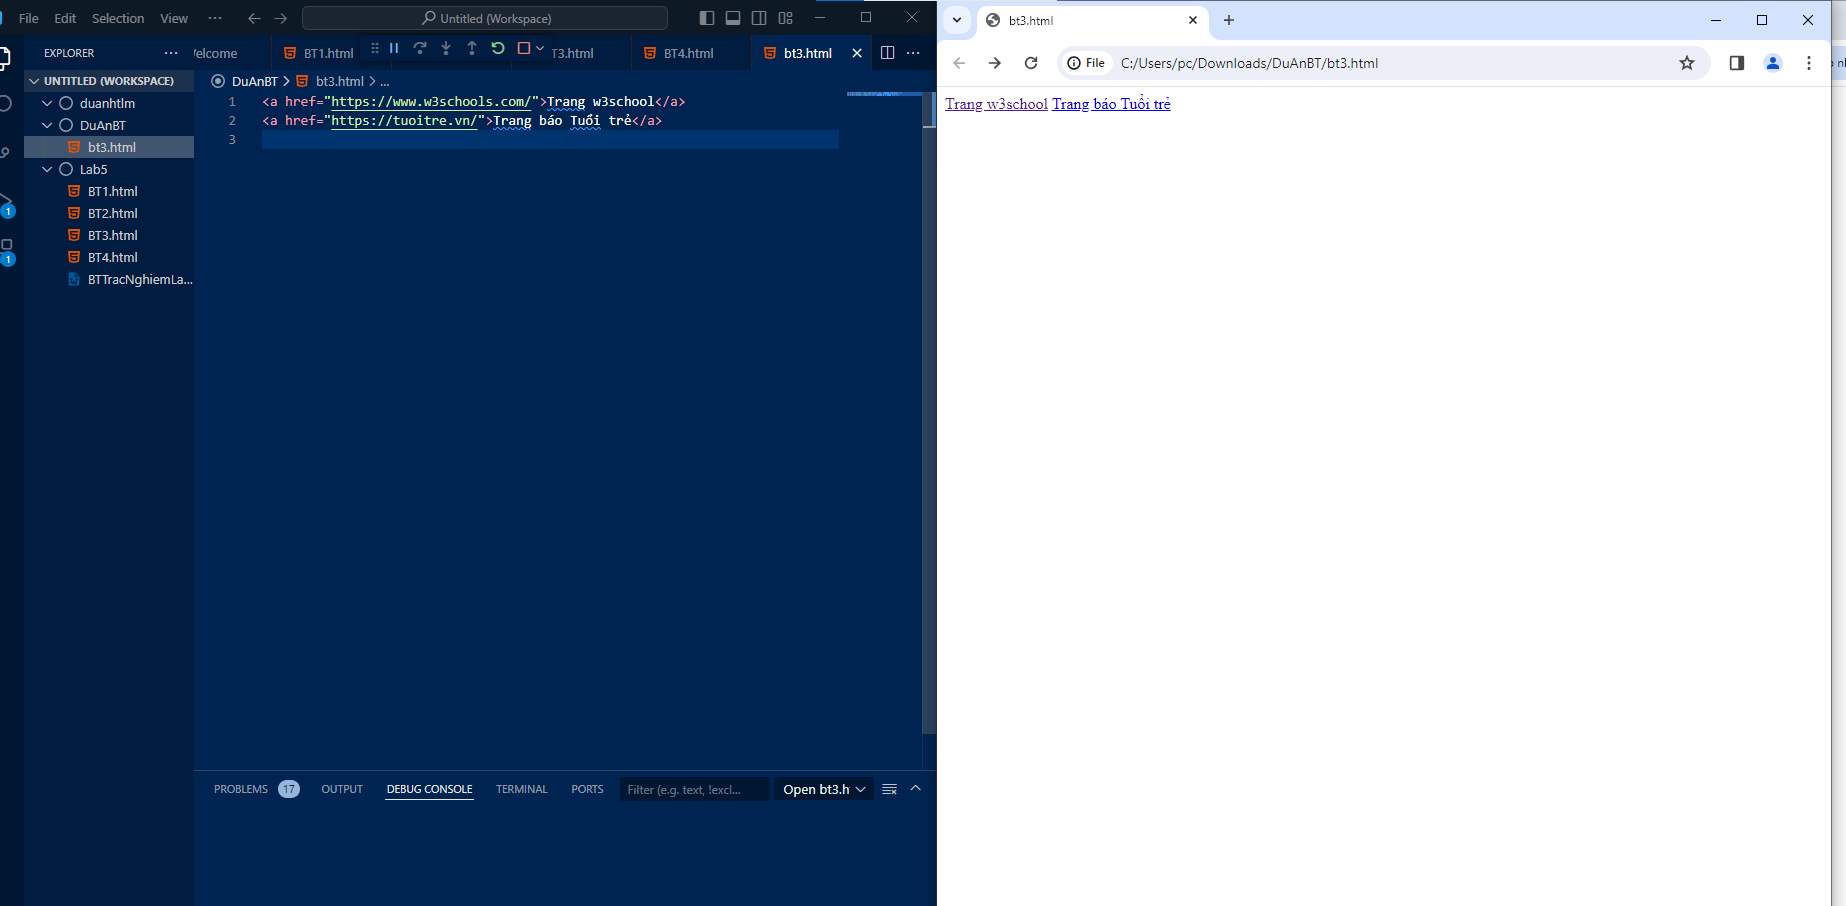 File Edit Selection View ··· Untitled (Workspace)
EXPLORER ···
UNTITLED (WORKSPACE)
duanhtlm
DuAnBT
bt3.html
Lab5
BT1.html
BT2.html
BT3.html
BT4.html
BTTracNghiemLa...
1
1
elcome BT1.html T3.html BT4.html bt3.html ···
DuAnBT > bt3.html > ...
1 <a href="https://www.w3schools.com/">Trang w3school</a>
2 <a href="https://tuoitre.vn/">Trang báo Tuổi trẻ</a>
3
PROBLEMS 17 OUTPUT DEBUG CONSOLE TERMINAL PORTS Filter (e.g. text, !excl... Open bt3.h
bt3.html
File C:/Users/pc/Downloads/DuAnBT/bt3.html
Trang w3school Trang báo Tuổi trẻ